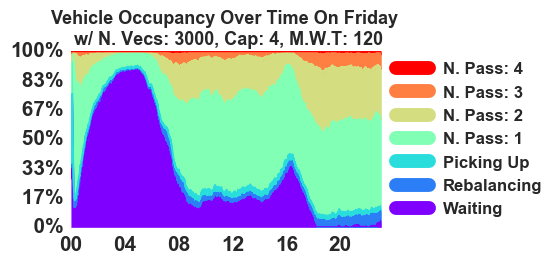 Vehicle Occupancy Over Time On Friday
w/ N. Vecs: 3000, Cap: 4, M.W.T: 120
100%
83%
67%
50%
33%
17%
0%
00 04 08 12 16 20
N. Pass: 4
N. Pass: 3
N. Pass: 2
N. Pass: 1
Picking Up
Rebalancing
Waiting